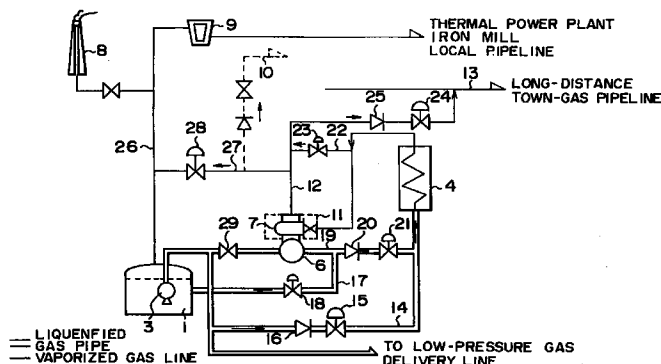 8
9
THERMAL POWER PLANT
IRON MILL
LOCAL PIPELINE
10
13
LONG-DISTANCE
TOWN-GAS PIPELINE
25
24
28
23
22
26
27
12
4
11
7
20
21
29
19
6
17
18
15
14
3
1
16
LIQUENFIED
GAS PIPE
VAPORIZED GAS LINE
TO LOW-PRESSURE GAS
DELIVERY LINE